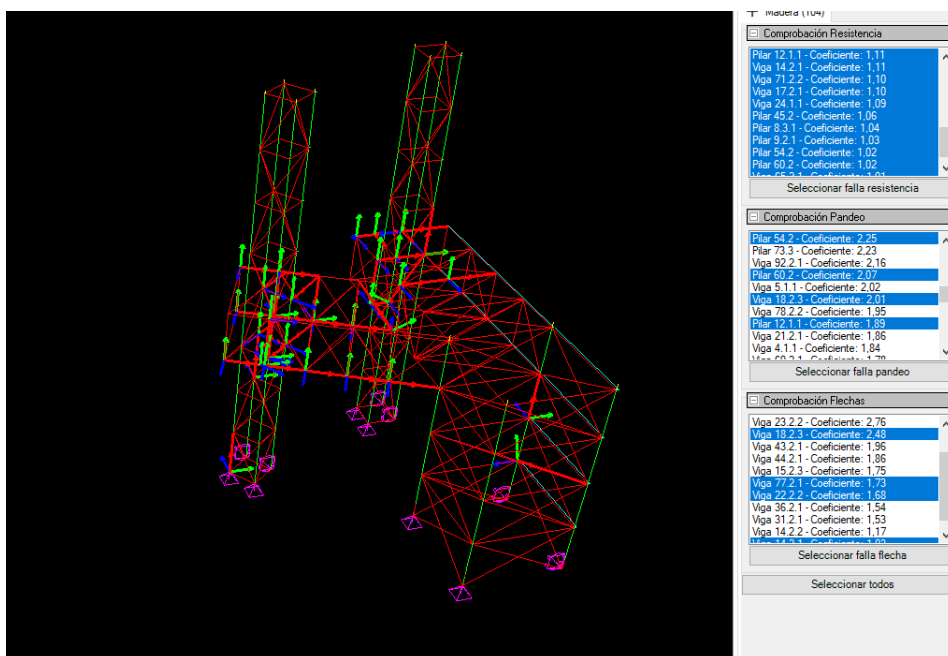 Madera (104)
Comprobación Resistencia
Pilar 12.1.1 - Coeficiente: 1,11
Viga 14.2.1 - Coeficiente: 1,11
Viga 71.2.2 - Coeficiente: 1,10
Viga 17.2.1 - Coeficiente: 1,10
Viga 24.1.1 - Coeficiente: 1,09
Pilar 45.2 - Coeficiente: 1,06
Pilar 8.3.1 - Coeficiente: 1,04
Pilar 9.2.1 - Coeficiente: 1,03
Pilar 54.2 - Coeficiente: 1,02
Pilar 60.2 - Coeficiente: 1,02
Seleccionar falla resistencia
Comprobación Pandeo
Pilar 54.2 - Coeficiente: 2,25
Pilar 73.3 - Coeficiente: 2,23
Viga 92.2.1 - Coeficiente: 2,16
Pilar 60.2 - Coeficiente: 2,07
Viga 5.1.1 - Coeficiente: 2,02
Viga 18.2.3 - Coeficiente: 2,01
Viga 78.2.2 - Coeficiente: 1,95
Pilar 12.1.1 - Coeficiente: 1,89
Viga 21.2.1 - Coeficiente: 1,86
Viga 4.1.1 - Coeficiente: 1,84
Seleccionar falla pandeo
Comprobación Flechas
Viga 23.2.2 - Coeficiente: 2,76
Viga 18.2.3 - Coeficiente: 2,48
Viga 43.2.1 - Coeficiente: 1,96
Viga 44.2.1 - Coeficiente: 1,86
Viga 15.2.3 - Coeficiente: 1,75
Viga 77.2.1 - Coeficiente: 1,73
Viga 22.2.2 - Coeficiente: 1,68
Viga 36.2.1 - Coeficiente: 1,54
Viga 31.2.1 - Coeficiente: 1,53
Viga 14.2.2 - Coeficiente: 1,17
Seleccionar falla flecha
Seleccionar todos